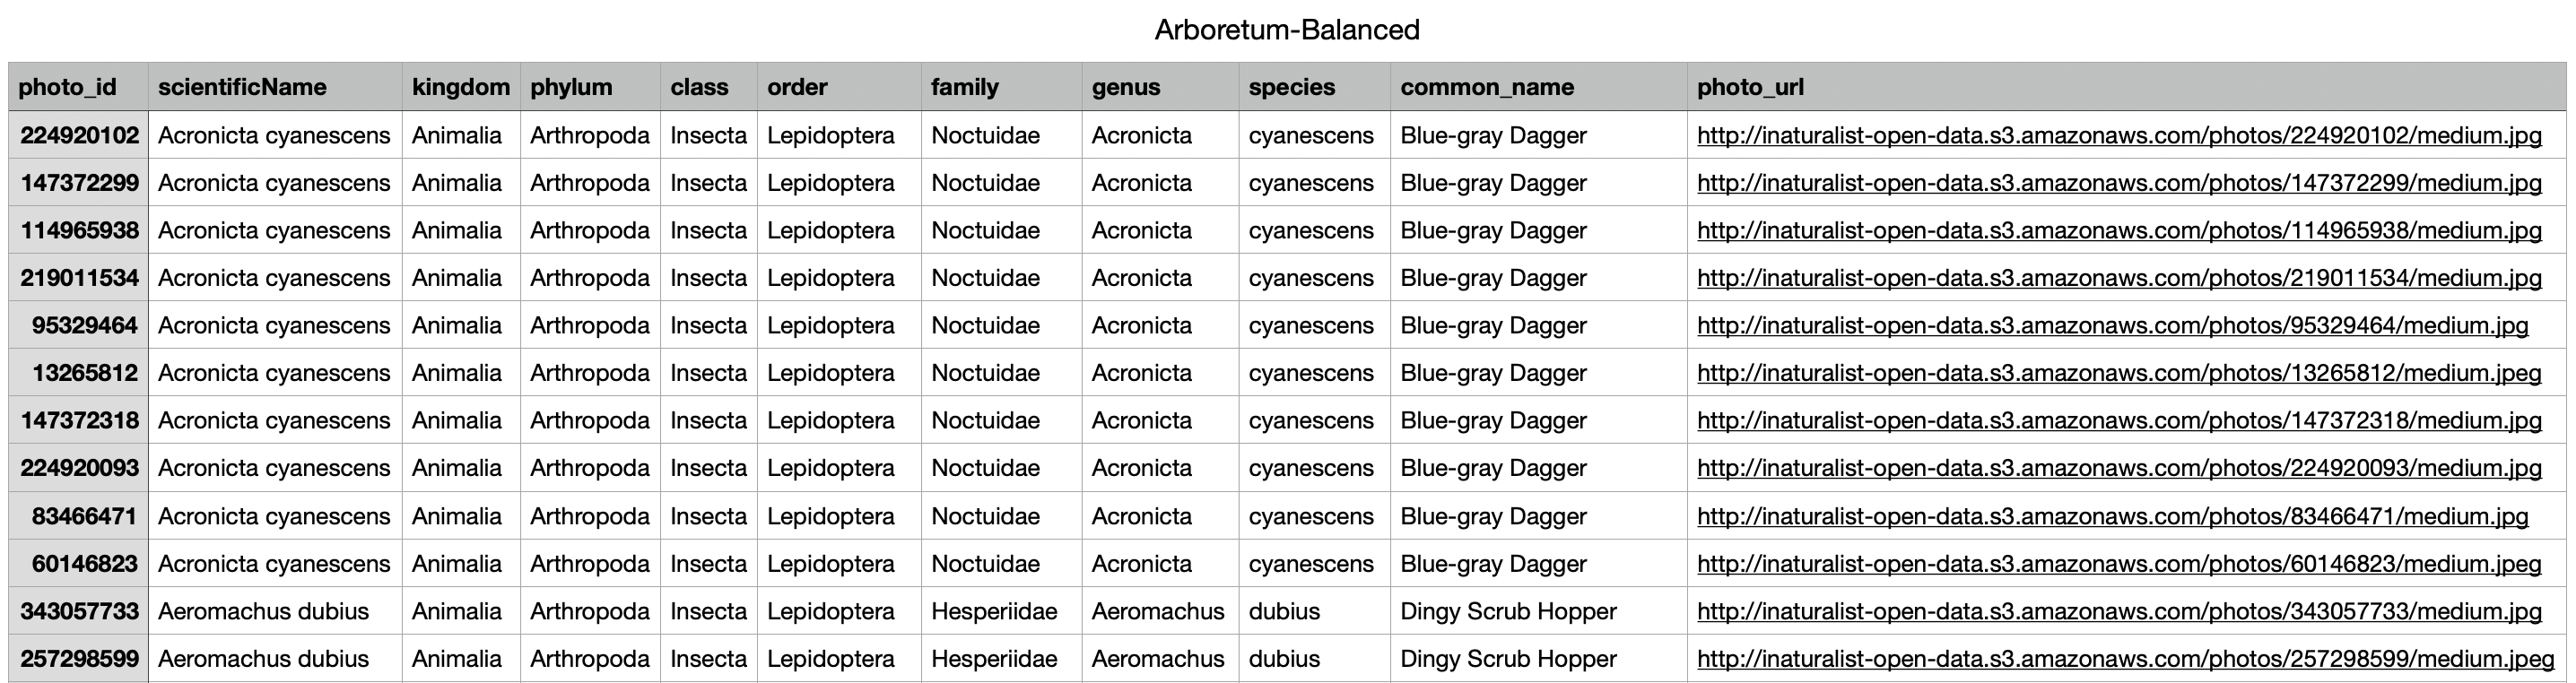 Arboretum-Balanced
photo_id scientificName kingdom phylum class order family genus species common_name photo_url
224920102 Acronicta cyanescens Animalia Arthropoda Insecta Lepidoptera Noctuidae Acronicta cyanescens Blue-gray Dagger http://inaturalist-open-data.s3.amazonaws.com/photos/224920102/medium.jpg
147372299 Acronicta cyanescens Animalia Arthropoda Insecta Lepidoptera Noctuidae Acronicta cyanescens Blue-gray Dagger http://inaturalist-open-data.s3.amazonaws.com/photos/147372299/medium.jpg
114965938 Acronicta cyanescens Animalia Arthropoda Insecta Lepidoptera Noctuidae Acronicta cyanescens Blue-gray Dagger http://inaturalist-open-data.s3.amazonaws.com/photos/114965938/medium.jpg
219011534 Acronicta cyanescens Animalia Arthropoda Insecta Lepidoptera Noctuidae Acronicta cyanescens Blue-gray Dagger http://inaturalist-open-data.s3.amazonaws.com/photos/219011534/medium.jpg
95329464 Acronicta cyanescens Animalia Arthropoda Insecta Lepidoptera Noctuidae Acronicta cyanescens Blue-gray Dagger http://inaturalist-open-data.s3.amazonaws.com/photos/95329464/medium.jpg
13265812 Acronicta cyanescens Animalia Arthropoda Insecta Lepidoptera Noctuidae Acronicta cyanescens Blue-gray Dagger http://inaturalist-open-data.s3.amazonaws.com/photos/13265812/medium.jpeg
147372318 Acronicta cyanescens Animalia Arthropoda Insecta Lepidoptera Noctuidae Acronicta cyanescens Blue-gray Dagger http://inaturalist-open-data.s3.amazonaws.com/photos/147372318/medium.jpg
224920093 Acronicta cyanescens Animalia Arthropoda Insecta Lepidoptera Noctuidae Acronicta cyanescens Blue-gray Dagger http://inaturalist-open-data.s3.amazonaws.com/photos/224920093/medium.jpg
83466471 Acronicta cyanescens Animalia Arthropoda Insecta Lepidoptera Noctuidae Acronicta cyanescens Blue-gray Dagger http://inaturalist-open-data.s3.amazonaws.com/photos/83466471/medium.jpg
60146823 Acronicta cyanescens Animalia Arthropoda Insecta Lepidoptera Noctuidae Acronicta cyanescens Blue-gray Dagger http://inaturalist-open-data.s3.amazonaws.com/photos/60146823/medium.jpeg
343057733 Aeromachus dubius Animalia Arthropoda Insecta Lepidoptera Hesperiidae Aeromachus dubius Dingy Scrub Hopper http://inaturalist-open-data.s3.amazonaws.com/photos/343057733/medium.jpg
257298599 Aeromachus dubius Animalia Arthropoda Insecta Lepidoptera Hesperiidae Aeromachus dubius Dingy Scrub Hopper http://inaturalist-open-data.s3.amazonaws.com/photos/257298599/medium.jpeg